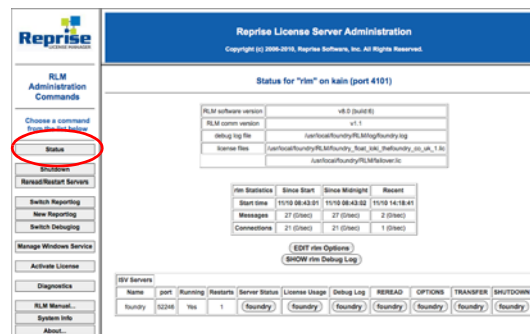 Reprise
LICENSE MANAGER
RLM
Administration
Commands
Choose a command
from the list below
Status
Shutdown
Reread/Restart Servers
Switch Reportlog
New Reportlog
Switch Debuglog
Manage Windows Service
Activate License
Diagnostics
RLM Manual...
System Info
About...
Reprise License Server Administration
Copyright (c) 2006-2010, Reprise Software, Inc. All Rights Reserved.
Status for "rlm" on kain (port 4101)
RLM software version v8.0 (build:6)
RLM comm version v1.1
debug log file /usr/local/foundry/RLM/log/foundry.log
license files /usr/local/foundry/RLM/foundry_float_loki_thefoundry_co_uk_1.lic
/usr/local/foundry/RLM/failover.lic
rlm Statistics Since Start Since Midnight Recent
Start time 11/10 08:43:01 11/10 08:43:02 11/10 14:18:41
Messages 27 (0/sec) 27 (0/sec) 2 (0/sec)
Connections 21 (0/sec) 21 (0/sec) 1 (0/sec)
EDIT rlm Options
SHOW rlm Debug Log
ISV Servers
Name port Running Restarts Server Status License Usage Debug Log REREAD OPTIONS TRANSFER SHUTDOWN
foundry 52246 Yes 1 foundry foundry foundry foundry foundry foundry foundry